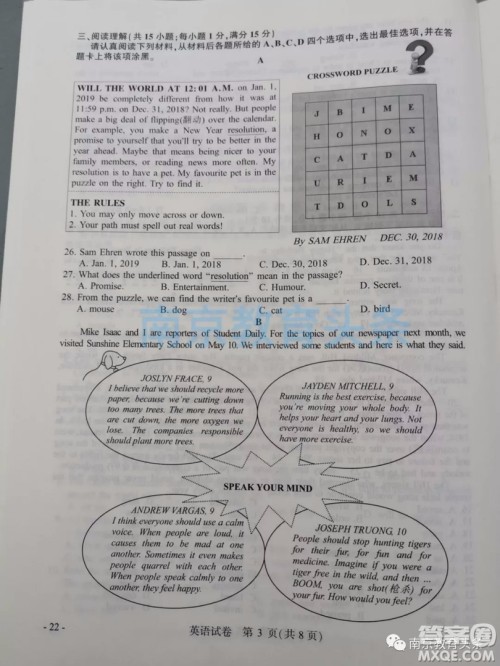 三、阅读理解(共15小题;每小题1分,满分15分)
请认真阅读下列材料,从材料后各题所给的A、B、C、D四个选项中,选出最佳选项,并在答
题卡上将该项涂黑。
A
WILL THE WORLD AT 12:01 A.M. on Jan. 1,
2019 be completely different from how it was at
11:59 p.m. on Dec. 31, 2018? Not really. But people
make a big deal of flipping(翻动) over the calendar.
For example, you make a New Year resolution, a
promise to yourself that you'll try to be better in the
year ahead. Maybe that means being nicer to your
family members, or reading news more often. My
resolution is to have a pet. My favourite pet is in the
puzzle on the right. Try to find it.
THE RULES
1. You may only move across or down.
2. Your path must spell out real words!
CROSSWORD PUZZLE
?
J B I M E
H O N O X
C A T D A
U R I E M
T D O L S
By SAM EHREN DEC. 30, 2018
26. Sam Ehren wrote this passage on ______.
A. Jan. 1, 2019 B. Jan. 1, 2018 C. Dec. 30, 2018 D. Dec. 31, 2018
27. What does the underlined word "resolution" mean in the passage?
A. Promise. B. Entertainment. C. Humour. D. Secret.
28. From the puzzle, we can find the writer's favourite pet is a ______.
A. mouse B. dog C. cat D. bird
南京教育头条
B
Mike Isaac and I are reporters of Student Daily. For the topics of our newspaper next month, we
visited Sunshine Elementary School on May 10. We interviewed some students and here is what they said.
JOSLYN FRACE, 9
I believe that we should recycle more
paper, because we're cutting down
too many trees. The more trees that
are cut down, the more oxygen we
lose. The companies responsible
should plant more trees.
JAYDEN MITCHELL, 9
Running is the best exercise, because
you're moving your whole body. It
helps your heart and your lungs. Not
everyone is healthy, so we should
have more exercise.
SPEAK YOUR MIND
ANDREW VARGAS, 9
I think everyone should use a calm
voice. When people are loud, it
causes them to be mad at one
another. Sometimes it even makes
people quarrel with each other.
When people speak calmly to one
another, they feel happy.
JOSEPH TRUONG, 10
People should stop hunting tigers
for their fur, for fun and for
medicine. Imagine if you were a
tiger free in the wild, and then ...
BOOM, you are shot(枪杀) for
your fur. How would you feel?
- 22 -
英语试卷 第3页(共8页)
南京教育头条
答案圈
MXQE.COM